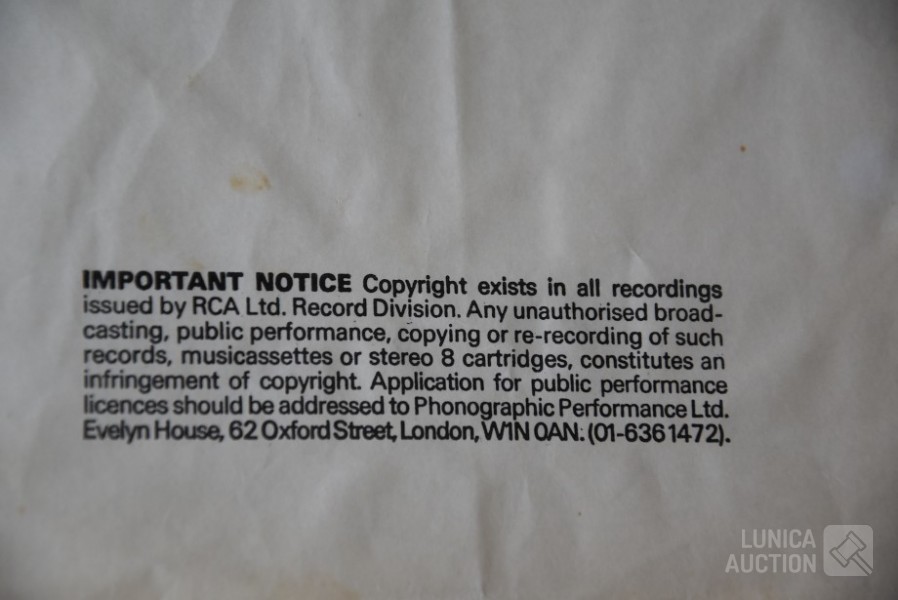 IMPORTANT NOTICE Copyright exists in all recordings
issued by RCA Ltd. Record Division. Any unauthorised broad-
casting, public performance, copying or re-recording of such
records, musicassettes or stereo 8 cartridges, constitutes an
infringement of copyright. Application for public performance
licences should be addressed to Phonographic Performance Ltd.
Evelyn House, 62 Oxford Street, London, W1N 0AN. (01-636 1472).
LUNICA
AUCTION